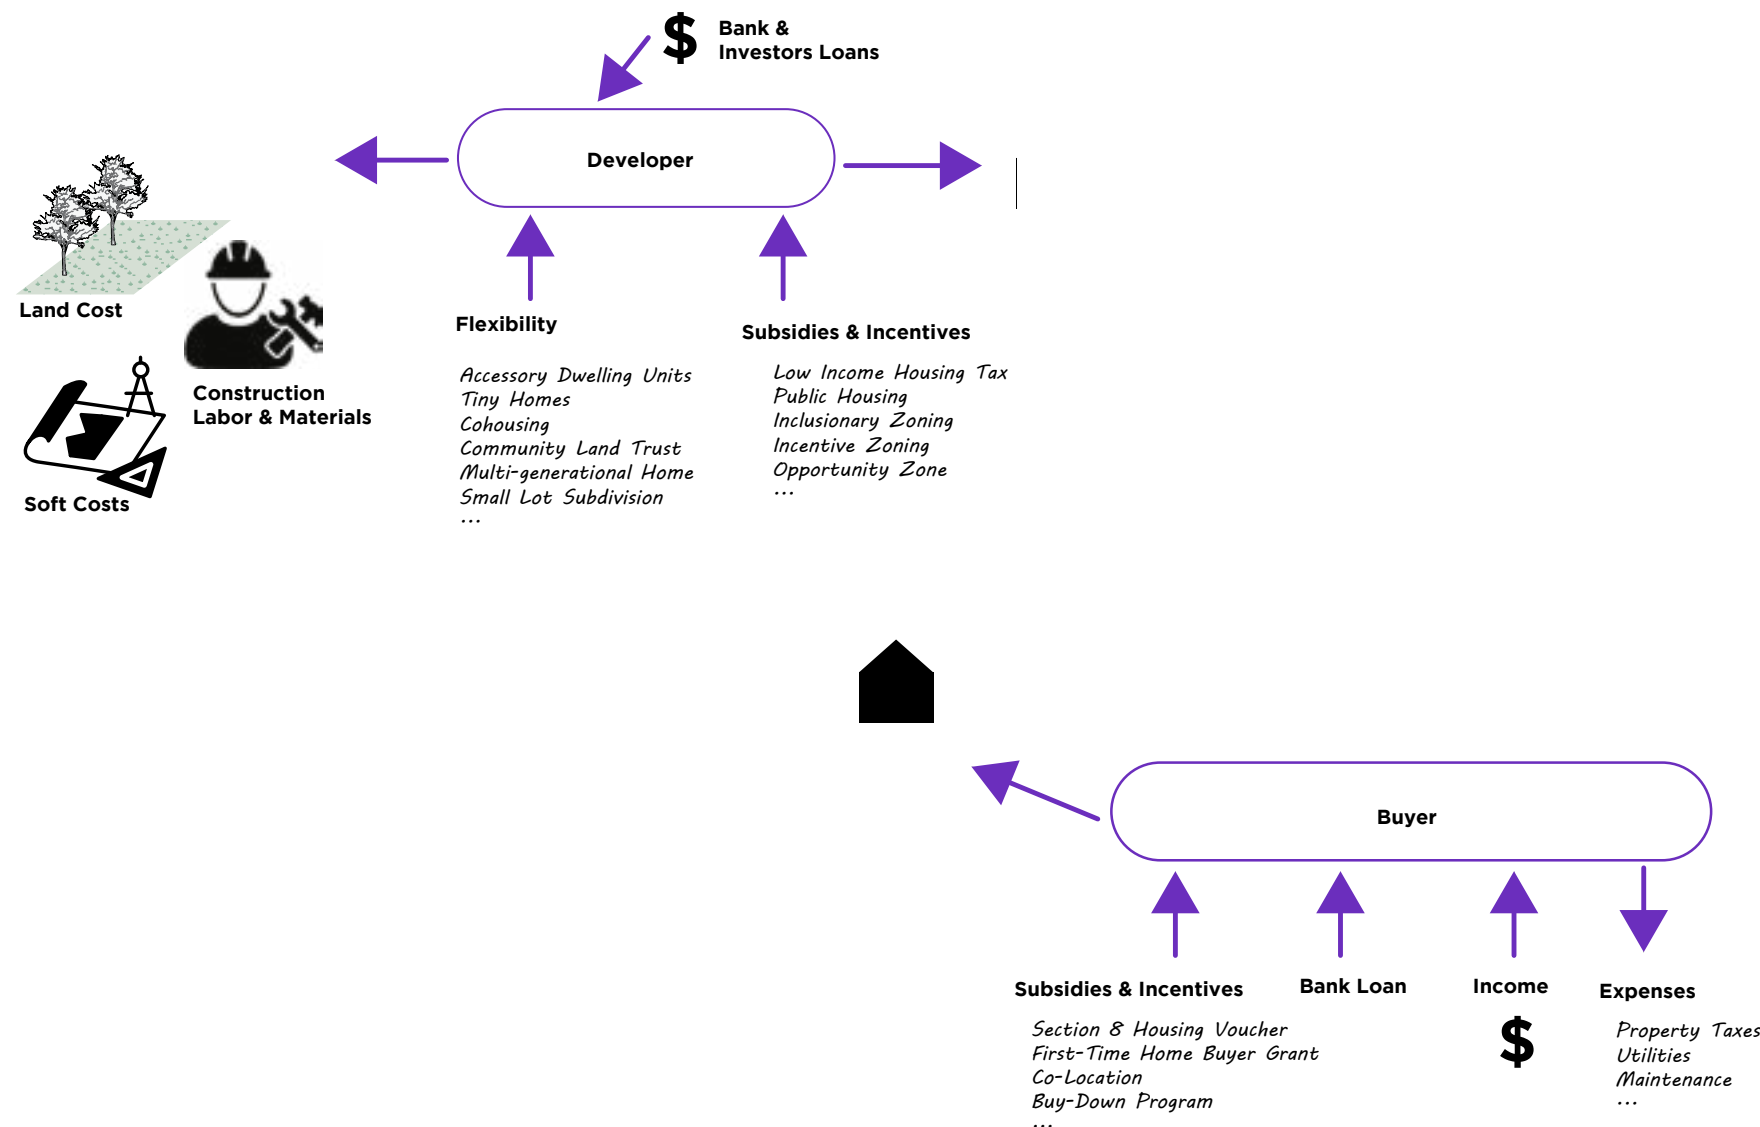 $
Bank &
Investors Loans
Developer
Land Cost
Construction
Labor & Materials
Soft Costs
Flexibility
Accessory Dwelling Units
Tiny Homes
Cohousing
Community Land Trust
Multi-generational Home
Small Lot Subdivision
...
Subsidies & Incentives
Low Income Housing Tax
Public Housing
Inclusionary Zoning
Incentive Zoning
Opportunity Zone
...
Buyer
Subsidies & Incentives
Section 8 Housing Voucher
First-Time Home Buyer Grant
Co-Location
Buy-Down Program
...
Bank Loan
Income
$
Expenses
Property Taxes
Utilities
Maintenance
...